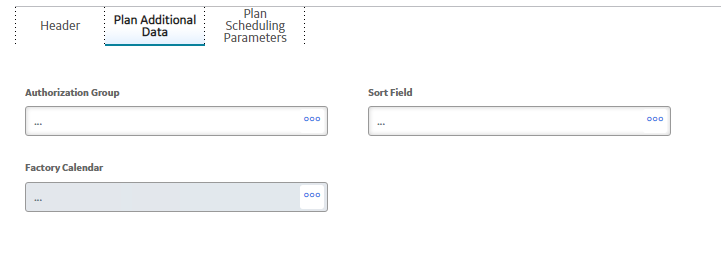 Header
Plan Additional
Data
Plan
Scheduling
Parameters
Authorization Group
Sort Field
...
...
Factory Calendar
...